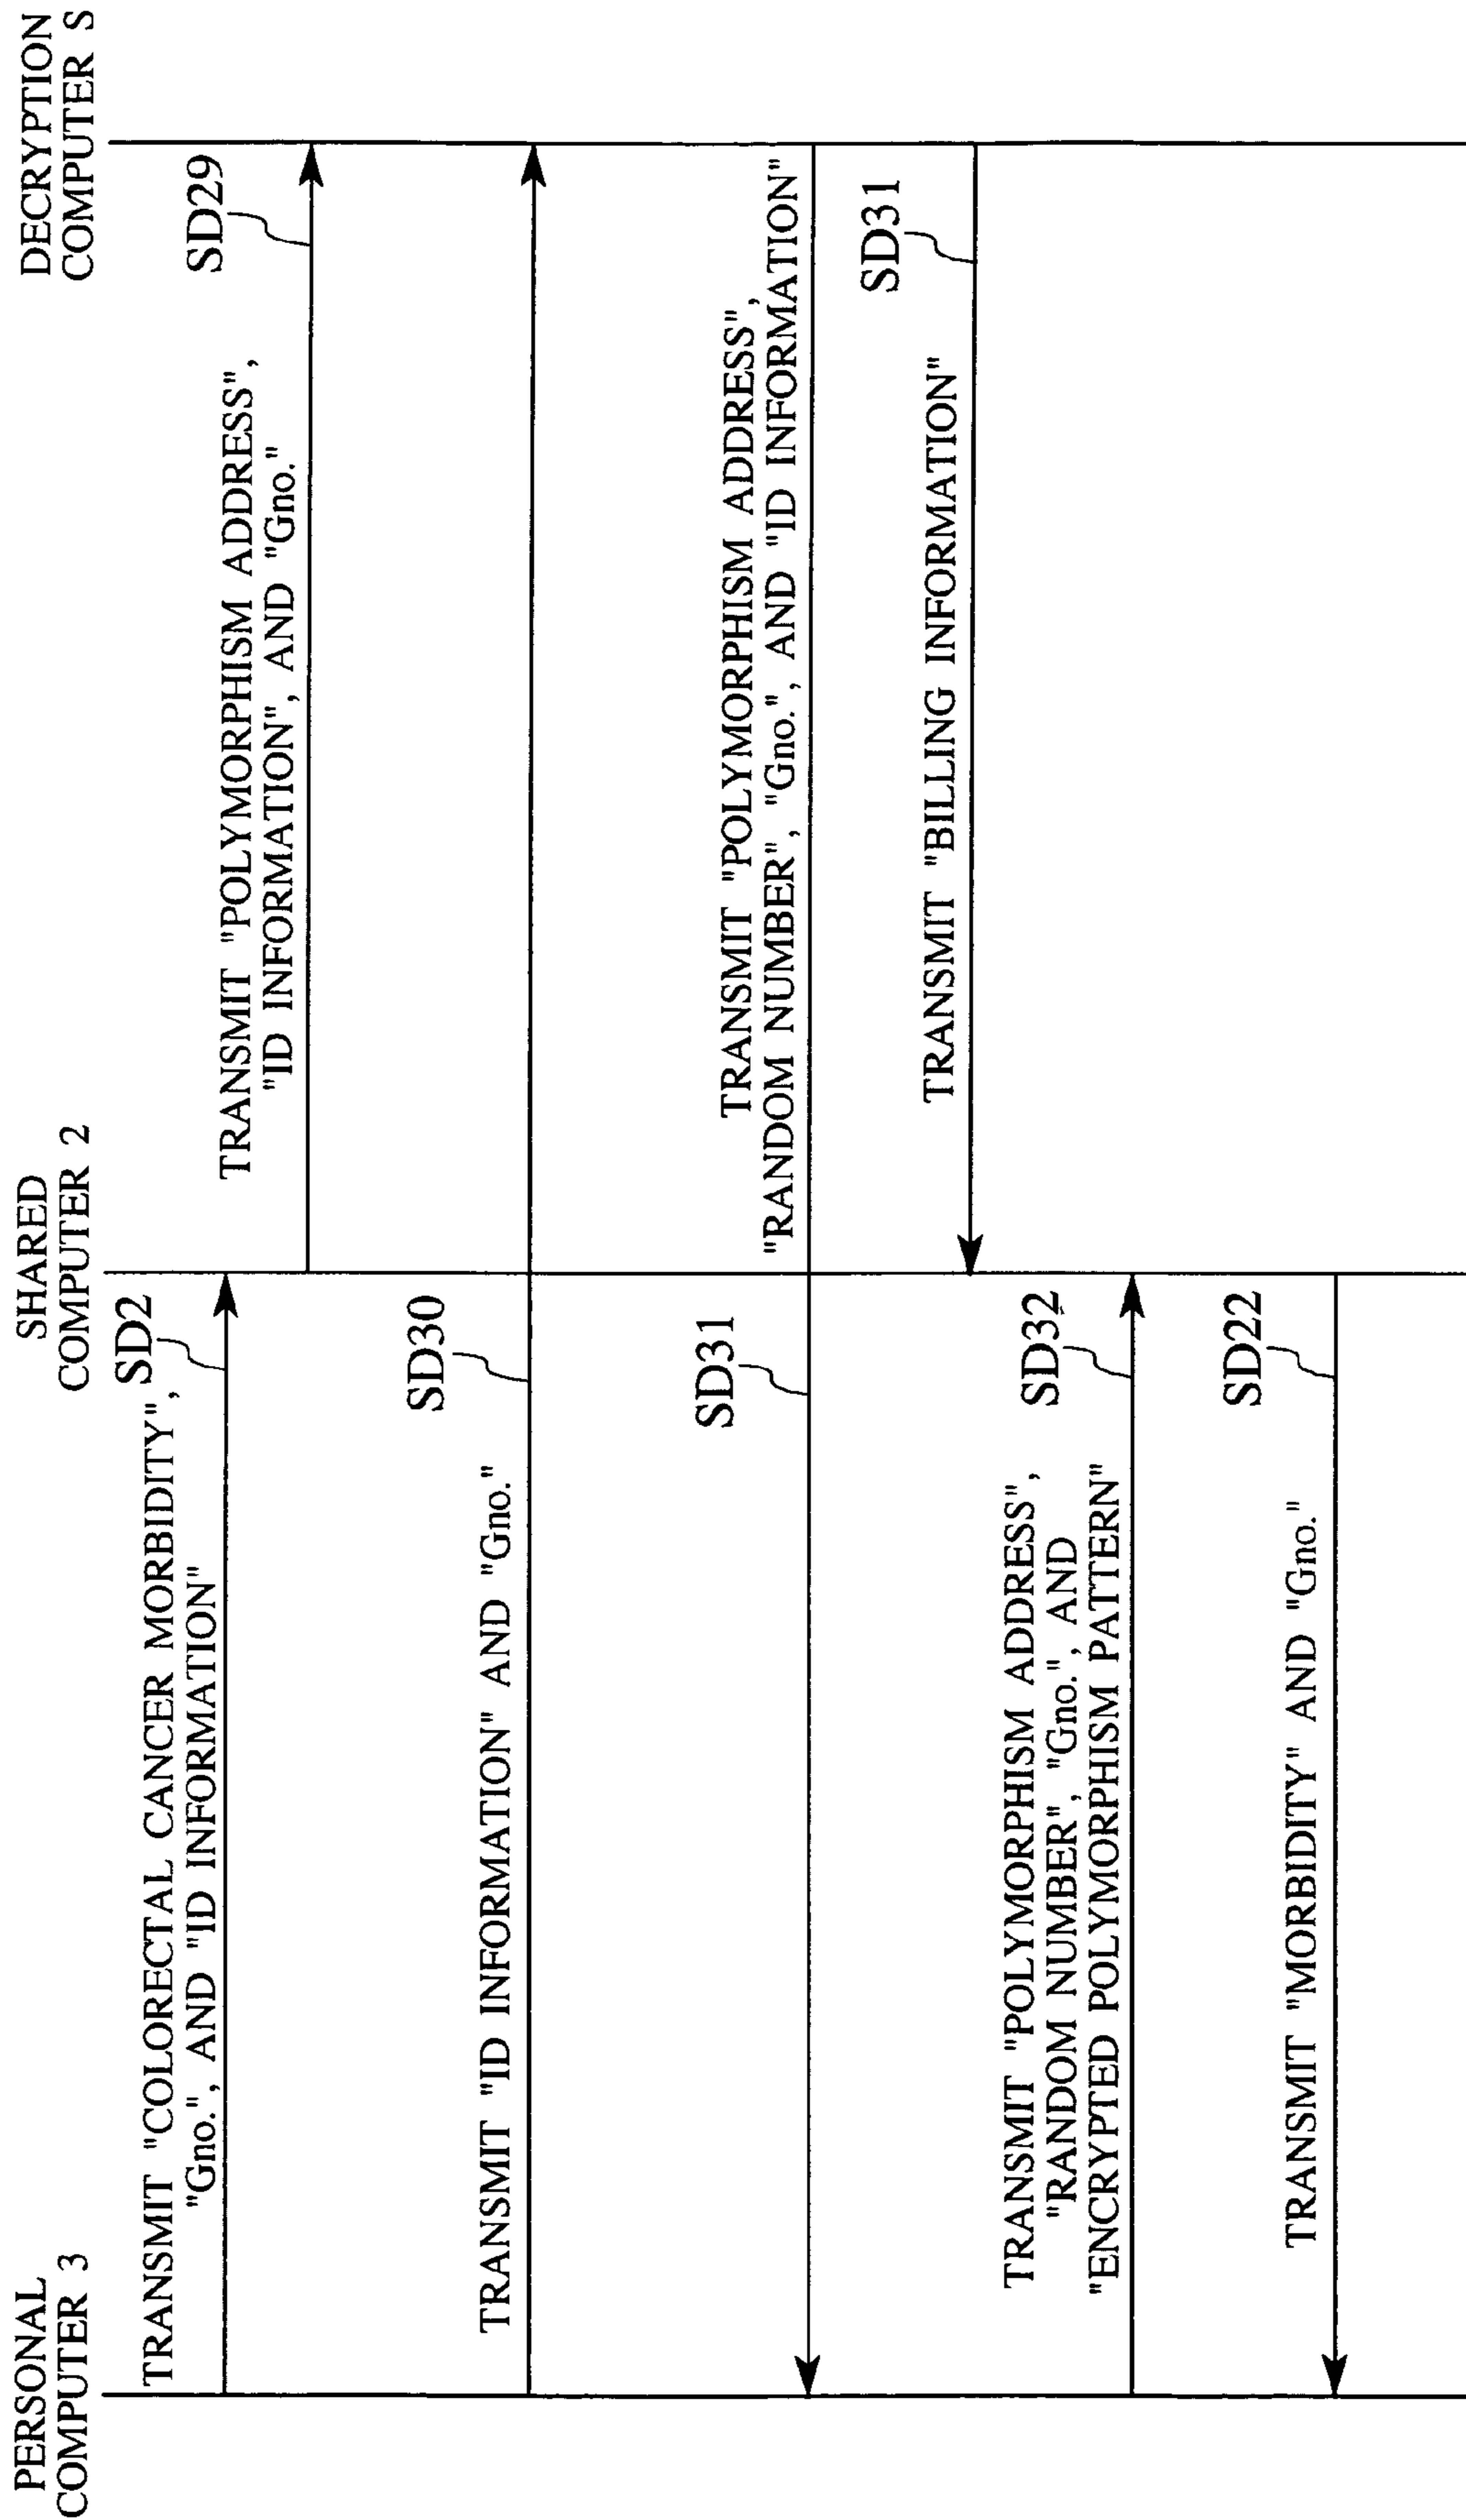 PERSONAL
COMPUTER 3
SHARED
COMPUTER 2
DECRYPTION
COMPUTER S
TRANSMIT "COLORECTAL CANCER MORBIDITY",
"Gno.", AND "ID INFORMATION"
SD2
TRANSMIT "POLYMORPHISM ADDRESS",
"ID INFORMATION", AND "Gno."
SD29
TRANSMIT "ID INFORMATION" AND "Gno."
SD30
SD31
TRANSMIT "POLYMORPHISM ADDRESS",
"RANDOM NUMBER", "Gno.", AND "ID INFORMATION"
TRANSMIT "BILLING INFORMATION"
SD31
TRANSMIT "POLYMORPHISM ADDRESS",
"RANDOM NUMBER", "Gno.", AND
"ENCRYPTED POLYMORPHISM PATTERN"
SD32
TRANSMIT "MORBIDITY" AND "Gno."
SD22